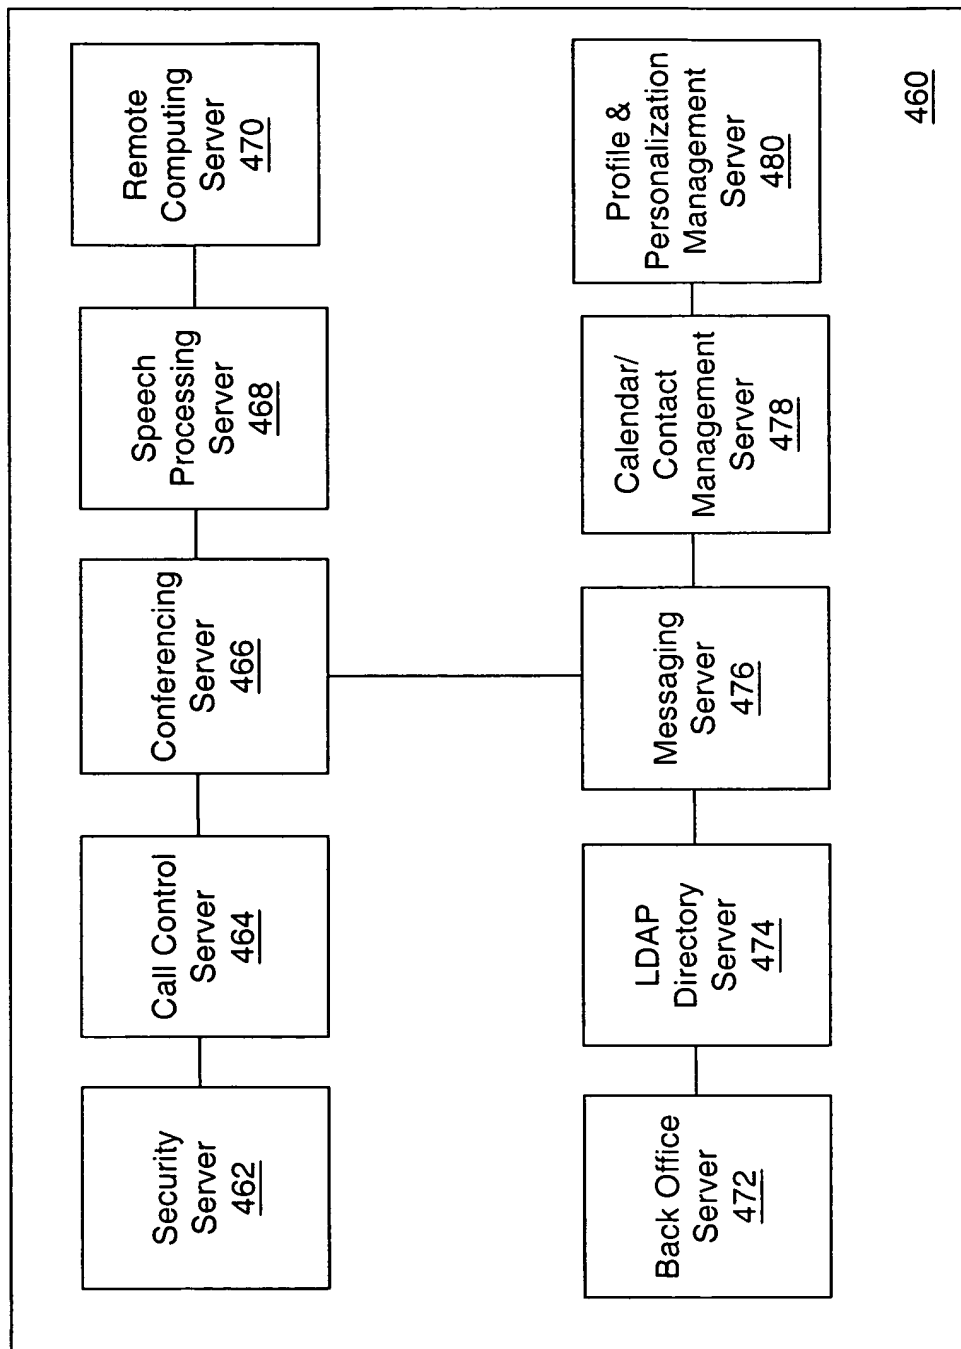 Security
Server
462
Call Control
Server
464
Conferencing
Server
466
Speech
Processing
Server
468
Remote
Computing
Server
470
Back Office
Server
472
LDAP
Directory
Server
474
Messaging
Server
476
Calendar/
Contact
Management
Server
478
Profile &
Personalization
Management
Server
480
460